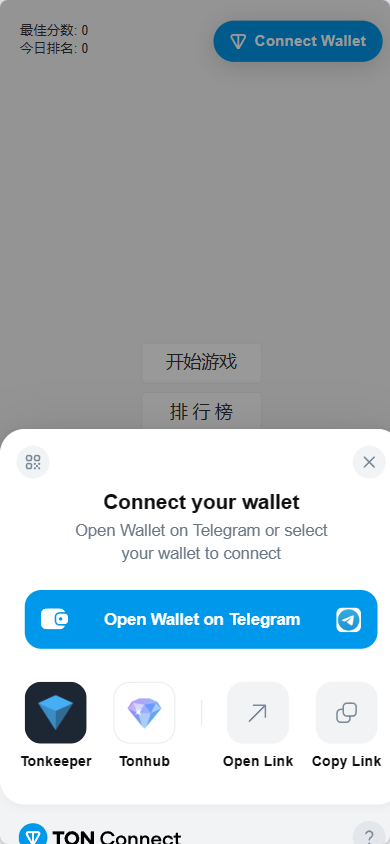 最佳分数: 0
今日排名: 0
Connect Wallet
开始游戏
排 行 榜
Connect your wallet
Open Wallet on Telegram or select
your wallet to connect
Open Wallet on Telegram
Tonkeeper
Tonhub
Open Link
Copy Link
TON Connect
?